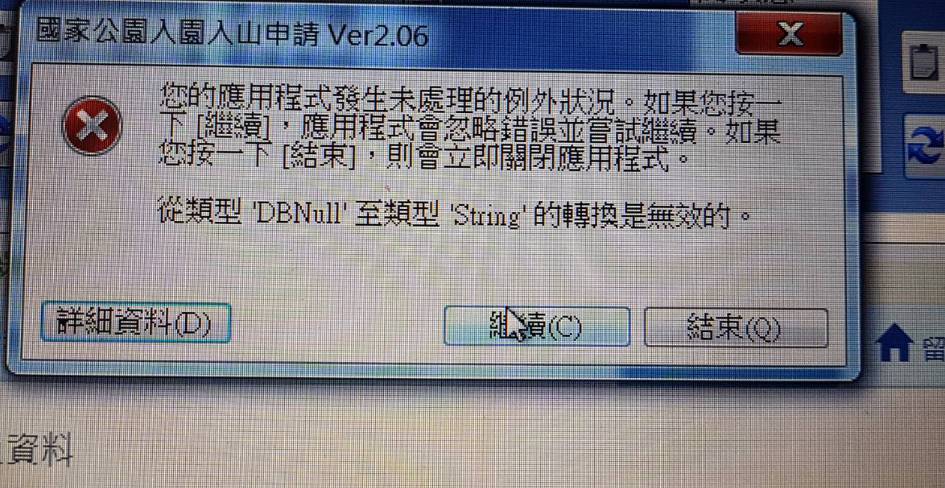 國家公園入園入山申請 Ver2.06
您的應用程式發生未處理的例外狀況。如果您按一
下 [繼續]，應用程式會忽略錯誤並嘗試繼續。如果
您按一下 [結束]，則會立即關閉應用程式。
從類型 'DBNull' 至類型 'String' 的轉換是無效的。
詳細資料(D)
繼續(C)
結束(Q)
留
資料